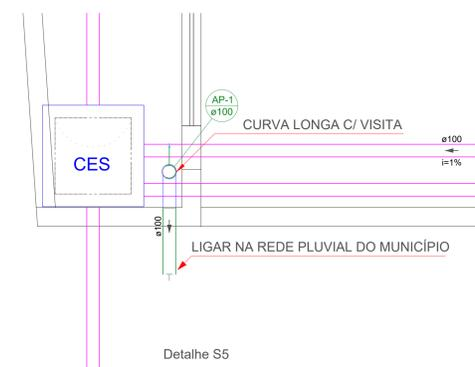 AP-1
ø100
CURVA LONGA C/ VISITA
ø100
i=1%
CES
ø100
LIGAR NA REDE PLUVIAL DO MUNICÍPIO
Detalhe S5